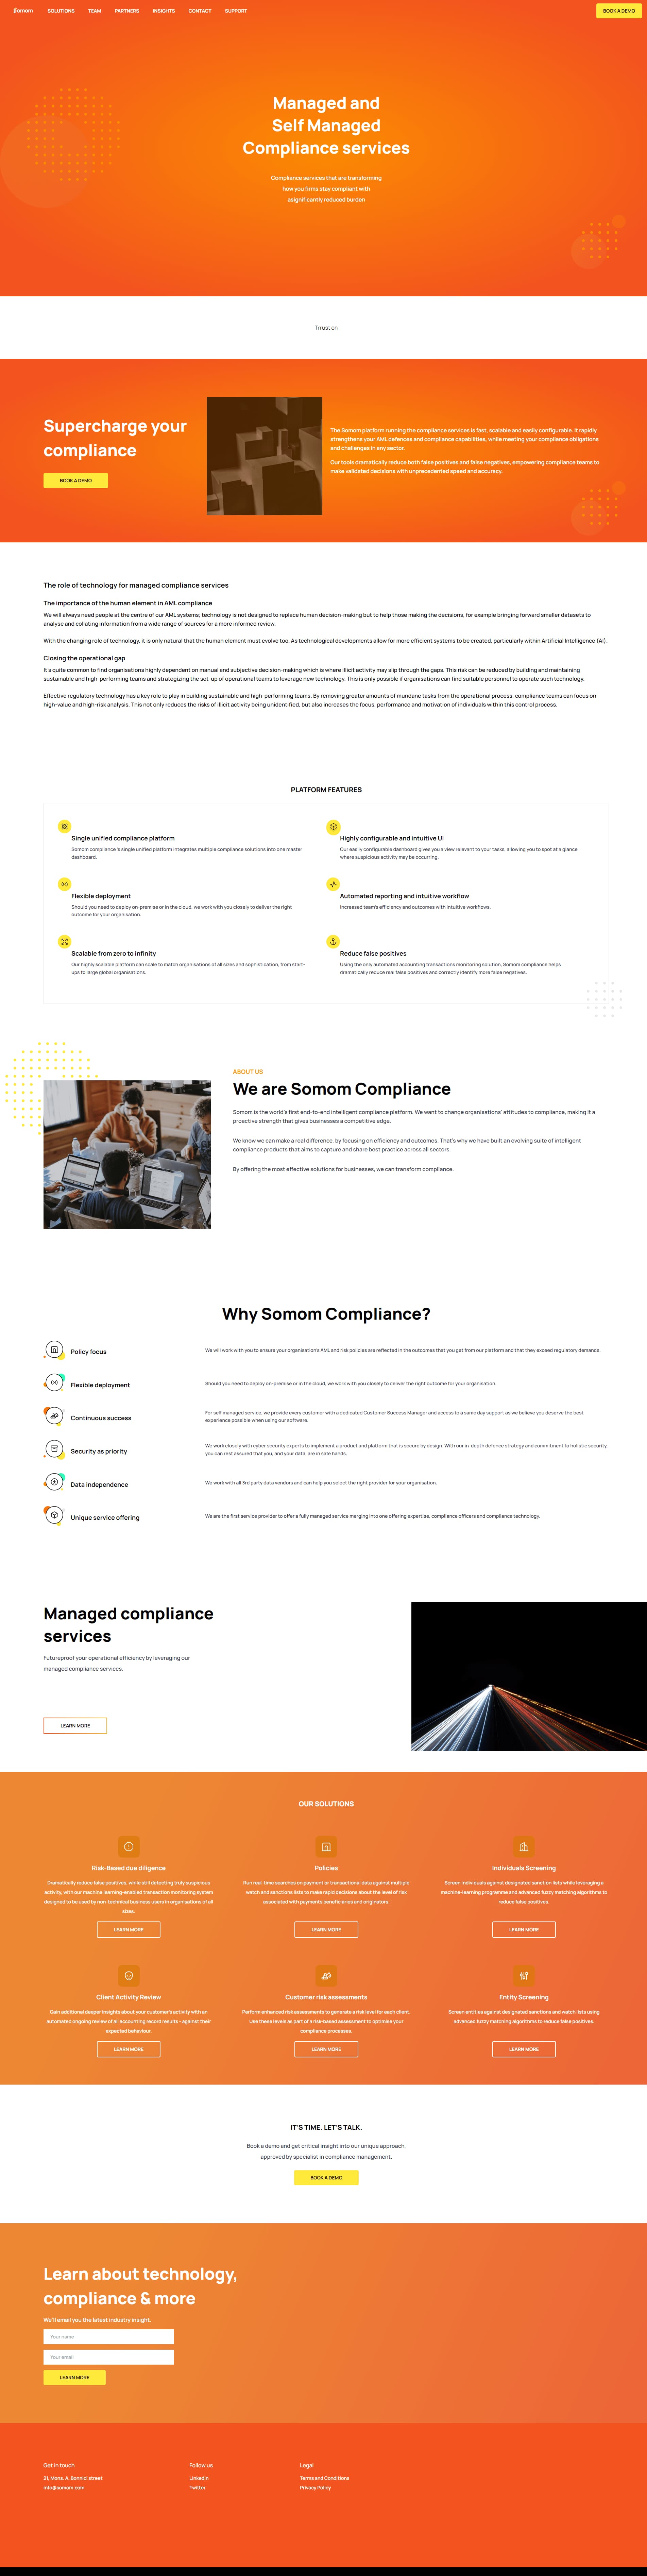 Somom
SOLUTIONS
TEAM
PARTNERS
INSIGHTS
CONTACT
SUPPORT
BOOK A DEMO
Managed and
Self Managed
Compliance services
Compliance services that are transforming
how you firms stay complient with
asignificantly reduced burden
Trrust on
Supercharge your
compliance
BOOK A DEMO
The Somom platform running the compliance services is fast, scalable and easily configurable. It rapidly
strengthens your AML defences and compliance capabilities, while meeting your compliance obligations
and challenges in any sector.
Our tools dramatically reduce both false positives and false negatives, empowering compliance teams to
make validated decisions with unprecedented speed and accuracy.
The role of technology for managed compliance services
The importance of the human element in AML compliance
We will always need people at the centre of our AML systems; technology is not designed to replace human decision-making but to help those making the decisions, for example bringing forward smaller datasets to
analyse and collating information from a wide range of sources for a more informed review.
With the changing role of technology, it is only natural that the human element must evolve too. As technological developments allow for more efficient systems to be created, particularly within Artificial Intelligence (AI).
Closing the operational gap
It's quite common to find organisations highly dependent on manual and subjective decision-making which is where illicit activity may slip through the gaps. This risk can be reduced by building and maintaining
sustainable and high-performing teams and strategizing the set-up of operational teams to leverage new technology. This is only possible if organisations can find suitable personnel to operate such technology.
Effective regulatory technology has a key role to play in building sustainable and high-performing teams. By removing greater amounts of mundane tasks from the operational process, compliance teams can focus on
high-value and high-risk analysis. This not only reduces the risks of illicit activity being unidentified, but also increases the focus, performance and motivation of individuals within this control process.
PLATFORM FEATURES
Single unified compliance platform
Somom compliance 's single unified platform integrates multiple compliance solutions into one master
dashboard.
Highly configurable and intuitive UI
Our easily configurable dashboard gives you a view relevant to your tasks, allowing you to spot at a glance
where suspicious activity may be occurring.
Flexible deployment
Should you need to deploy on-premise or in the cloud, we work with you closely to deliver the right
outcome for your organisation.
Automated reporting and intuitive workflow
Increased team's efficiency and outcomes with intuitive workflows.
Scalable from zero to infinity
Our highly scalable platform can scale to match organisations of all sizes and sophistication, from start-
ups to large global organisations.
Reduce false positives
Using the only automated accounting transactions monitoring solution, Somom compliance helps
dramatically reduce real false positives and correctly identify more false negatives.
ABOUT US
We are Somom Compliance
Somom is the world's first end-to-end intelligent compliance platform. We want to change organisations' attitudes to compliance, making it a
proactive strength that gives businesses a competitive edge.
We know we can make a real difference, by focusing on efficiency and outcomes. That's why we have built an evolving suite of intelligent
compliance products that aims to capture and share best practice across all sectors.
By offering the most effective solutions for businesses, we can transform compliance.
Why Somom Compliance?
Policy focus
We will work with you to ensure your organisation's AML and risk policies are reflected in the outcomes that you get from our platform and that they exceed regulatory demands.
Flexible deployment
Should you need to deploy on-premise or in the cloud, we work with you closely to deliver the right outcome for your organisation.
Continuous success
For self managed service, we provide every customer with a dedicated Customer Success Manager and access to a same day support as we believe you deserve the best
experience possible when using our software.
Security as priority
We work closely with cyber security experts to implement a product and platform that is secure by design. With our in-depth-defence strategy and commitment to holistic security,
you can rest assured that you, and your data, are in safe hands.
Data independence
We work with all 3rd party data vendors and can help you select the right provider for your organisation.
Unique service offering
We are the first service provider to offer a fully managed service merging into one offering expertise, compliance officers and compliance technology.
Managed compliance
services
Futureproof your operational efficiency by leveraging our
managed compliance services.
LEARN MORE
OUR SOLUTIONS
Risk-Based due diligence
Dramatically reduce false positives, while still detecting truly suspicious
activity, with our machine learning-enabled transaction monitoring system
designed to be used by non-technical business users in organisations of all
sizes.
LEARN MORE
Policies
Run real-time searches on payment or transactional data against multiple
watch and sanctions lists to make rapid decisions about the level of risk
associated with payments beneficiaries and originators.
LEARN MORE
Individuals Screening
Screen individuals against designated sanction lists while leveraging a
machine-learning programme and advanced fuzzy matching algorithms to
reduce false positives.
LEARN MORE
Client Activity Review
Gain additional deeper insights about your customer's activity with an
automated ongoing review of all accounting record results - against their
expected behaviour.
LEARN MORE
Customer risk assessments
Perform enhanced risk assessments to generate a risk level for each client.
Use these levels as part of a risk-based assessment to optimise your
compliance processes.
LEARN MORE
Entity Screening
Screen entities against designated sanctions and watch lists using
advanced fuzzy matching algorithms to reduce false positives.
LEARN MORE
IT'S TIME. LET'S TALK.
Book a demo and get critical insight into our unique approach,
approved by specialist in compliance management.
BOOK A DEMO
Learn about technology,
compliance & more
We'll email you the latest industry insight.
Your name
Your email
LEARN MORE
Get in touch
21, Mons. A. Bonnici street
info@somom.com
Follow us
LinkedIn
Twitter
Legal
Terms and Conditions
Privacy Policy